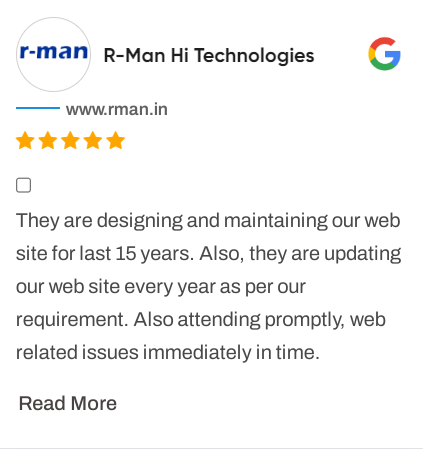 r-man
R-Man Hi Technologies
www.rman.in
They are designing and maintaining our web
site for last 15 years. Also, they are updating
our web site every year as per our
requirement. Also attending promptly, web
related issues immediately in time.
Read More